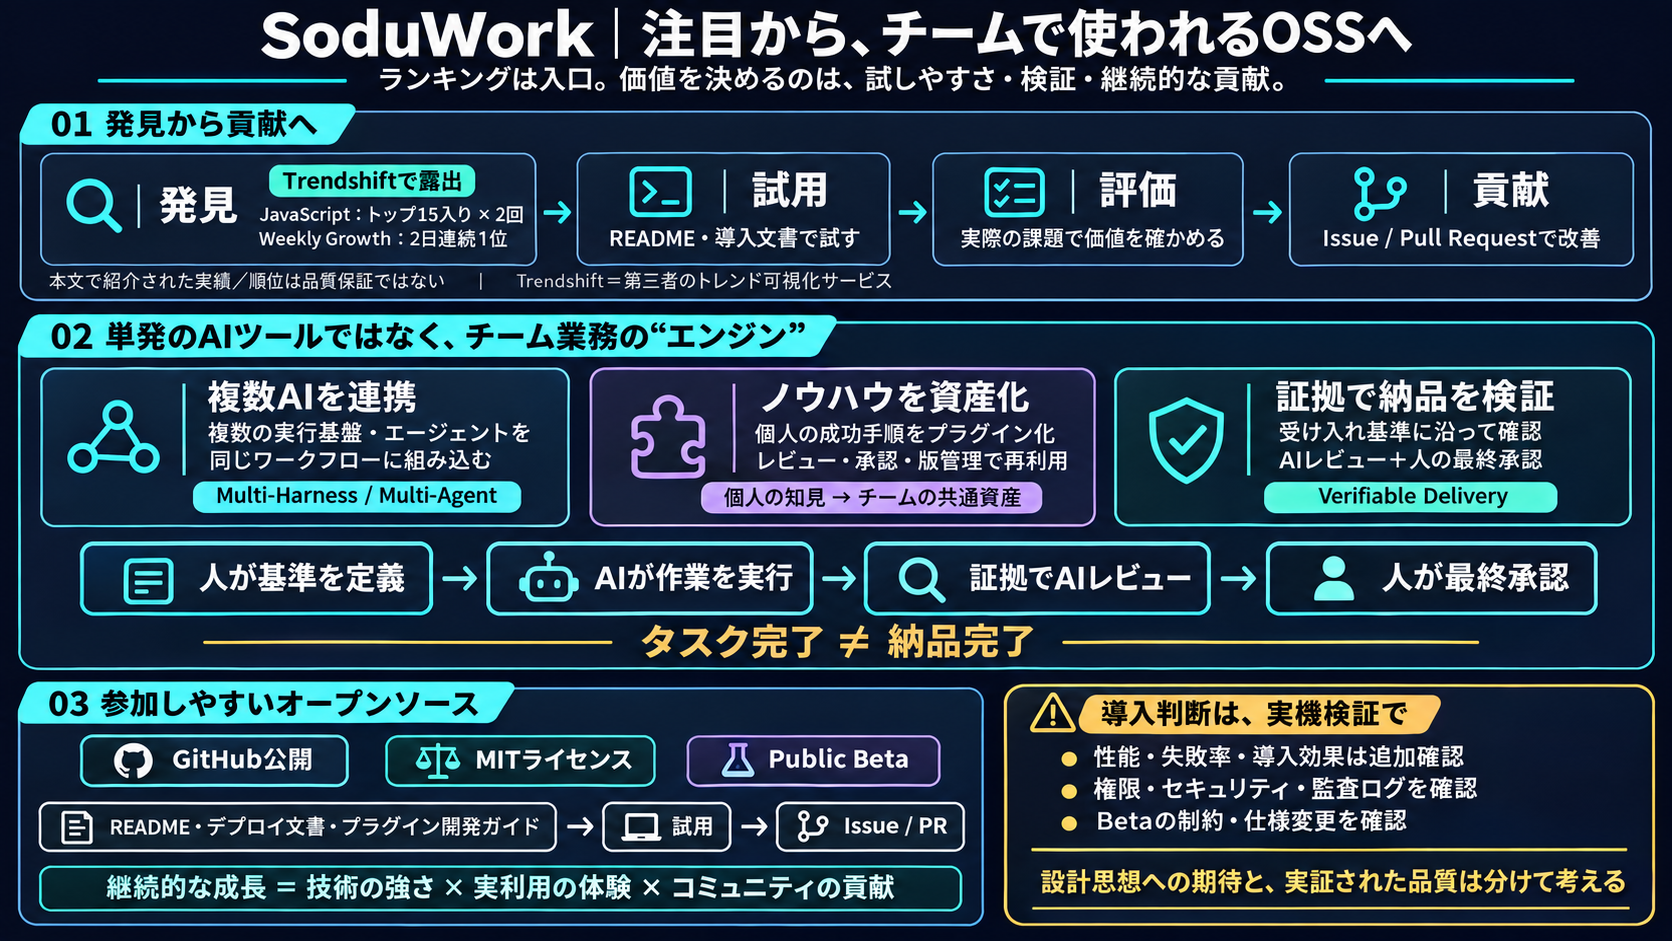 SoduWork｜注目から、チームで使われるOSSへ
ランキングは入口。価値を決めるのは、試しやすさ・検証・継続的な貢献。
01 発見から貢献へ
発見
Trendshiftで露出
JavaScript：トップ15入り × 2回
Weekly Growth：2日連続1位
試用
README・導入文書で試す
評価
実際の課題で価値を確かめる
貢献
Issue / Pull Requestで改善
本文で紹介された実績／順位は品質保証ではない ｜ Trendshift＝第三者のトレンド可視化サービス
02 単発のAIツールではなく、チーム業務の“エンジン”
複数AIを連携
複数の実行基盤・エージェントを
同じワークフローに組み込む
Multi-Harness / Multi-Agent
ノウハウを資産化
個人の成功手順をプラグイン化
レビュー・承認・版管理で再利用
個人の知見 → チームの共通資産
証拠で納品を検証
受け入れ基準に沿って確認
AIレビュー＋人の最終承認
Verifiable Delivery
人が基準を定義 → AIが作業を実行 → 証拠でAIレビュー → 人が最終承認
タスク完了 ≠ 納品完了
03 参加しやすいオープンソース
GitHub公開
MITライセンス
Public Beta
README・デプロイ文書・プラグイン開発ガイド → 試用 → Issue / PR
継続的な成長 ＝ 技術の強さ × 実利用の体験 × コミュニティの貢献
導入判断は、実機検証で
● 性能・失敗率・導入効果は追加確認
● 権限・セキュリティ・監査ログを確認
● Betaの制約・仕様変更を確認
設計思想への期待と、実証された品質は分けて考える